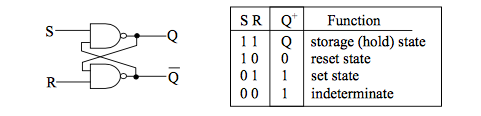 S
Q
R
Q̅
S R Q⁺ Function
1 1 Q storage (hold) state
1 0 0 reset state
0 1 1 set state
0 0 1 indeterminate